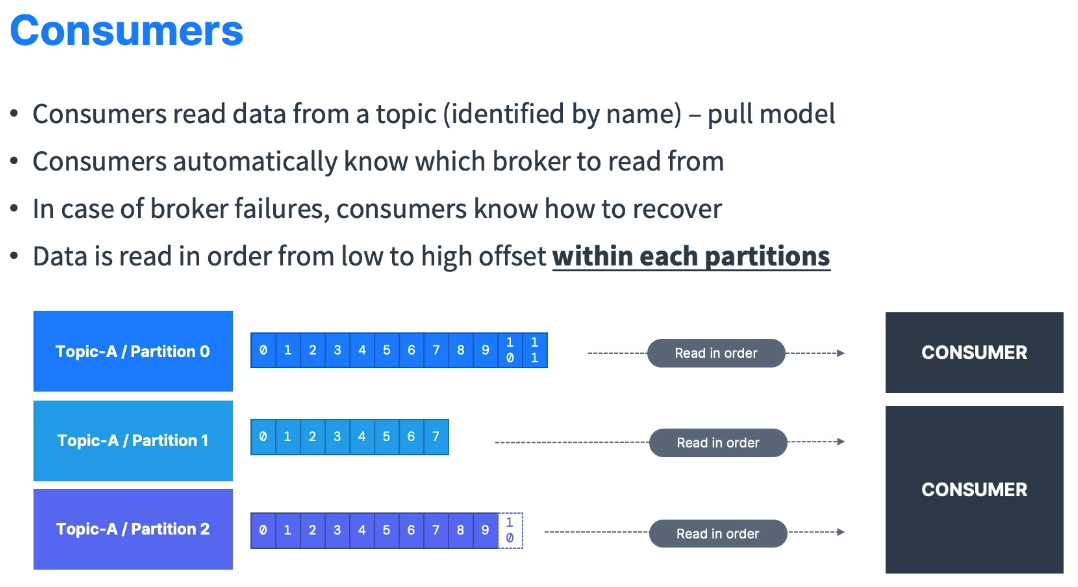 Consumers
• Consumers read data from a topic (identified by name) – pull model
• Consumers automatically know which broker to read from
• In case of broker failures, consumers know how to recover
• Data is read in order from low to high offset within each partitions
Topic-A / Partition 0
0 1 2 3 4 5 6 7 8 9 10 11
Read in order
CONSUMER
Topic-A / Partition 1
0 1 2 3 4 5 6 7
Read in order
CONSUMER
Topic-A / Partition 2
0 1 2 3 4 5 6 7 8 9 10
Read in order